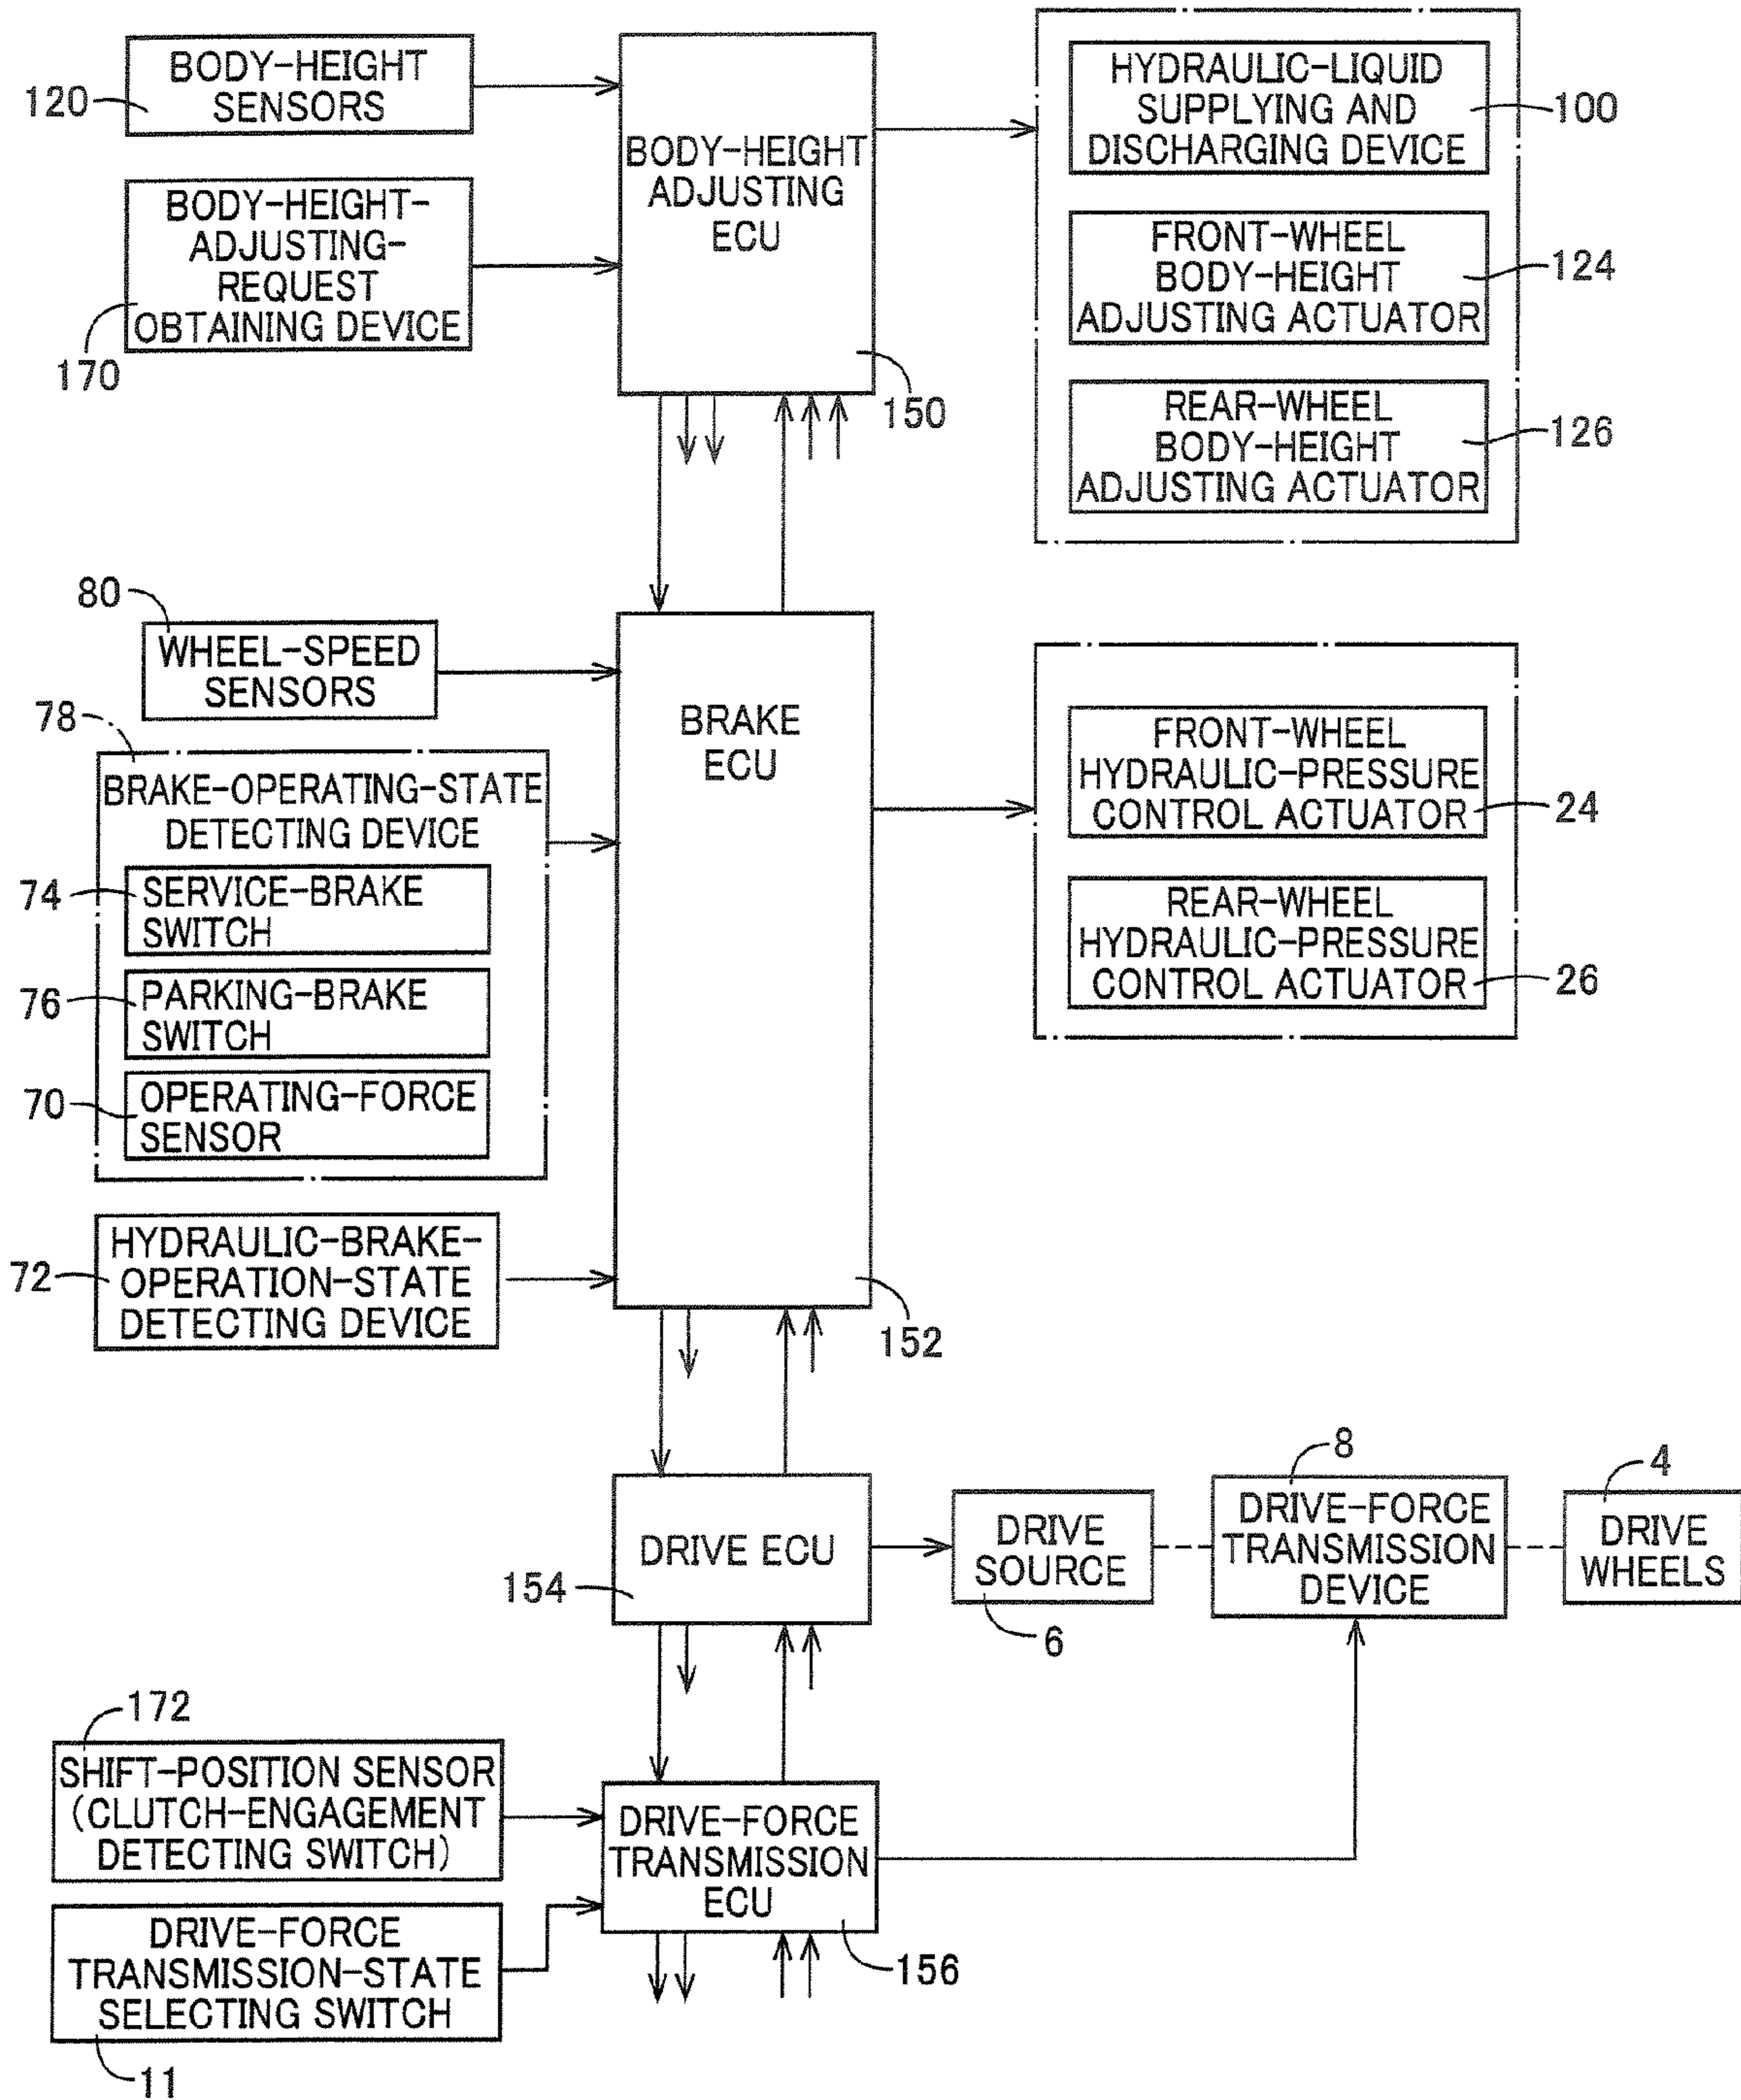 BODY-HEIGHT
SENSORS
120
BODY-HEIGHT-
ADJUSTING-
REQUEST
OBTAINING DEVICE
170
BODY-HEIGHT
ADJUSTING
ECU
150
HYDRAULIC-LIQUID
SUPPLYING AND
DISCHARGING DEVICE
100
FRONT-WHEEL
BODY-HEIGHT
ADJUSTING ACTUATOR
124
REAR-WHEEL
BODY-HEIGHT
ADJUSTING ACTUATOR
126
80
WHEEL-SPEED
SENSORS
78
BRAKE-OPERATING-STATE
DETECTING DEVICE
74
SERVICE-BRAKE
SWITCH
76
PARKING-BRAKE
SWITCH
70
OPERATING-FORCE
SENSOR
72
HYDRAULIC-BRAKE-
OPERATION-STATE
DETECTING DEVICE
BRAKE
ECU
152
FRONT-WHEEL
HYDRAULIC-PRESSURE
CONTROL ACTUATOR
24
REAR-WHEEL
HYDRAULIC-PRESSURE
CONTROL ACTUATOR
26
DRIVE ECU
154
DRIVE
SOURCE
6
8
DRIVE-FORCE
TRANSMISSION
DEVICE
4
DRIVE
WHEELS
172
SHIFT-POSITION SENSOR
(CLUTCH-ENGAGEMENT
DETECTING SWITCH)
DRIVE-FORCE
TRANSMISSION-STATE
SELECTING SWITCH
11
DRIVE-FORCE
TRANSMISSION
ECU
156